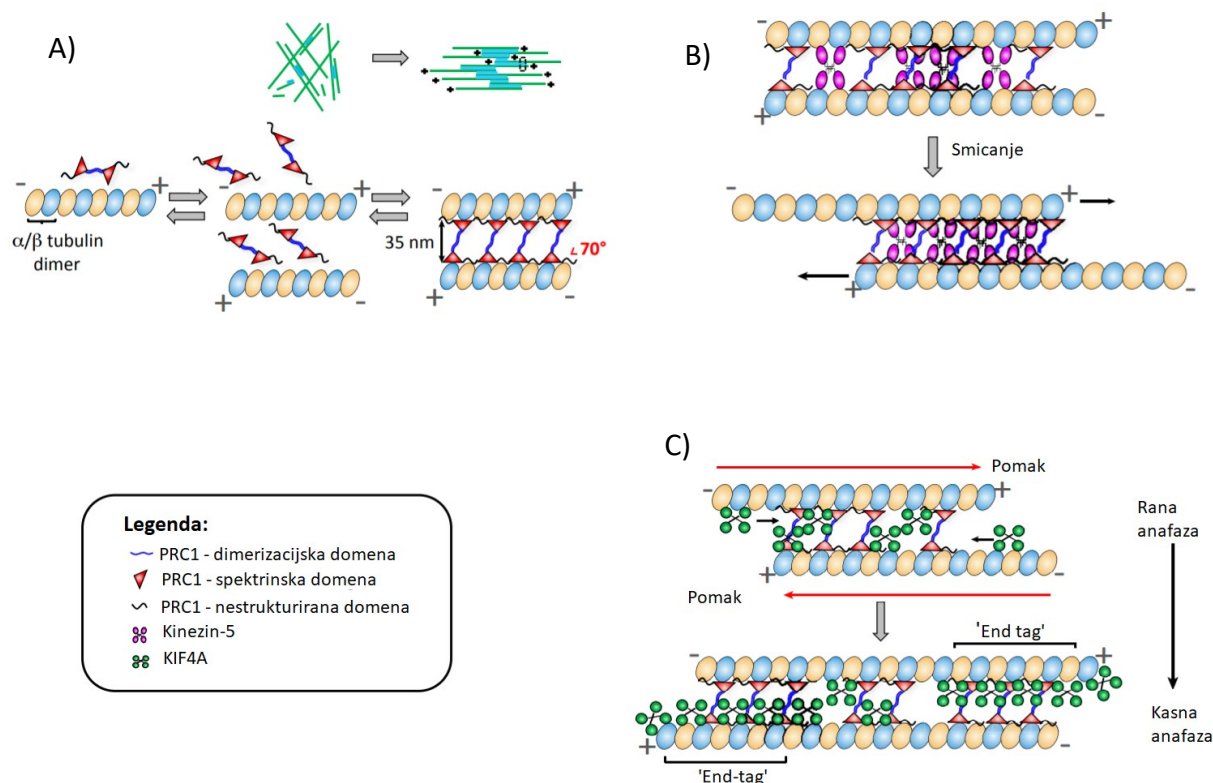 A)
α/β tubulin
dimer
-
+
-
+
+
-
-
+
35 nm
∟70°
+
-
B)
-
+
-
Smicanje
-
+
+
-
C)
Pomak
-
+
+
-
Pomak
Rana
anafaza
'End tag'
-
+
+
-
'End-tag'
Kasna
anafaza
Legenda:
PRC1 - dimerizacijska domena
PRC1 - spektrinska domena
PRC1 - nestrukturirana domena
Kinezin-5
KIF4A